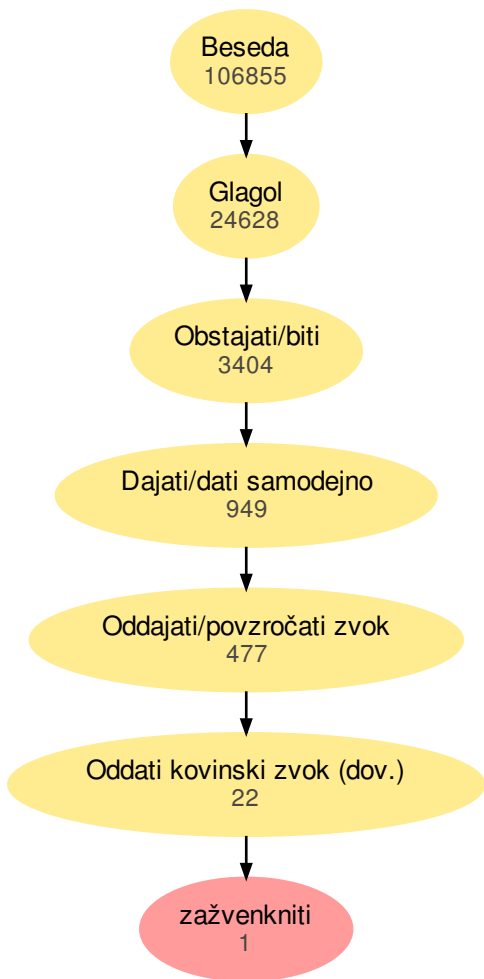 Beseda
106855
Glagol
24628
Obstajati/biti
3404
Dajati/dati samodejno
949
Oddajati/povzročati zvok
477
Oddati kovinski zvok (dov.)
22
zažvenkniti
1